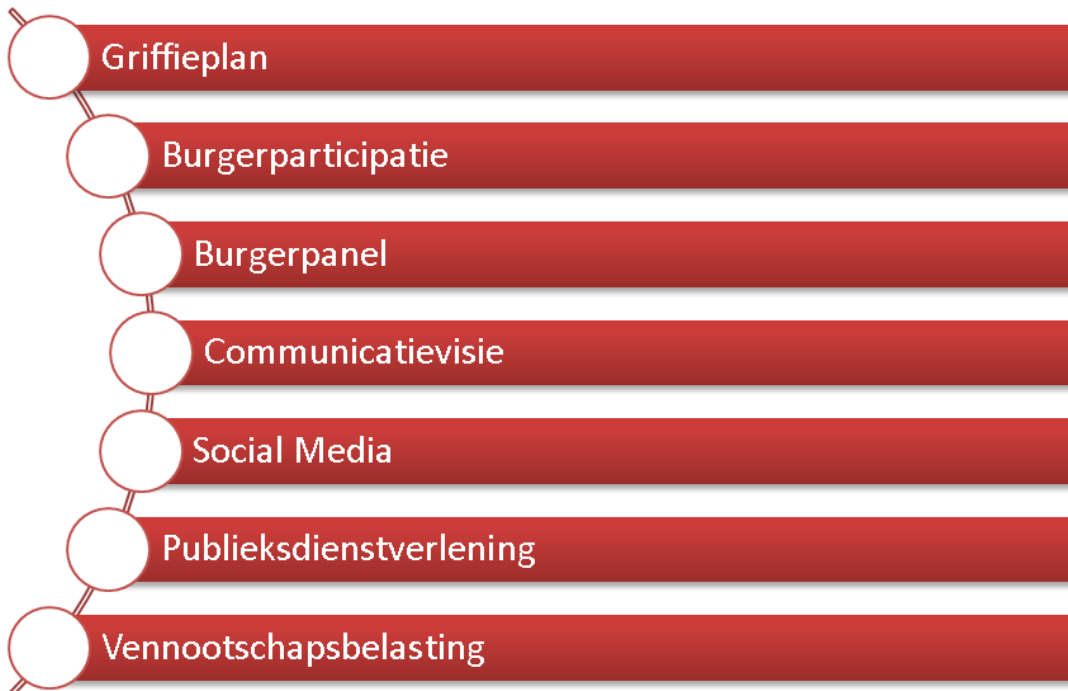 Griffieplan
Burgerparticipatie
Burgerpanel
Communicatievisie
Social Media
Publieksdienstverlening
Vennootschapsbelasting